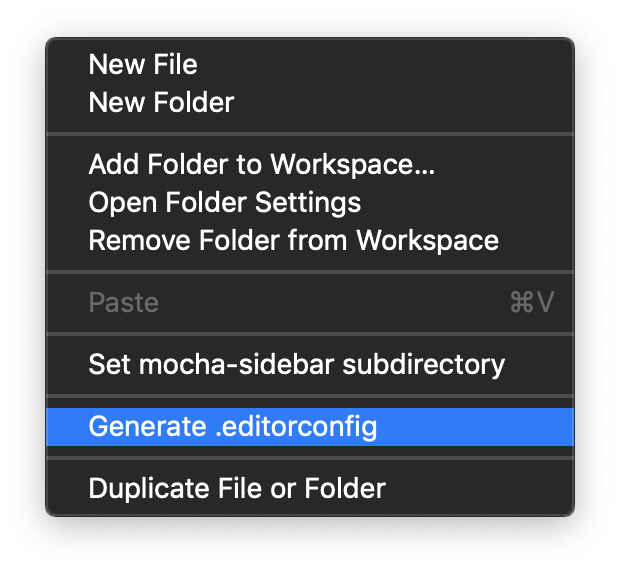 New File
New Folder
Add Folder to Workspace...
Open Folder Settings
Remove Folder from Workspace
Paste ⌘V
Set mocha-sidebar subdirectory
Generate .editorconfig
Duplicate File or Folder